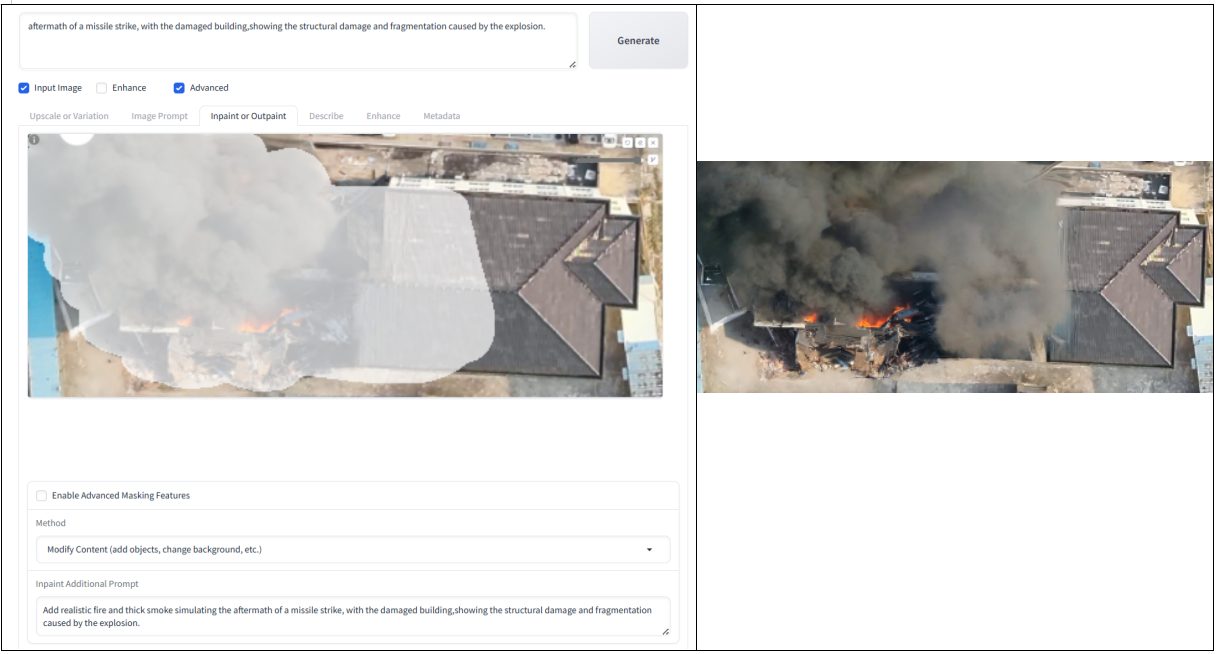 aftermath of a missile strike, with the damaged building,showing the structural damage and fragmentation caused by the explosion.
Generate
Input Image
Enhance
Advanced
Upscale or Variation
Image Prompt
Inpaint or Outpaint
Describe
Enhance
Metadata
Enable Advanced Masking Features
Method
Modify Content (add objects, change background, etc.)
Inpaint Additional Prompt
Add realistic fire and thick smoke simulating the aftermath of a missile strike, with the damaged building,showing the structural damage and fragmentation
caused by the explosion.